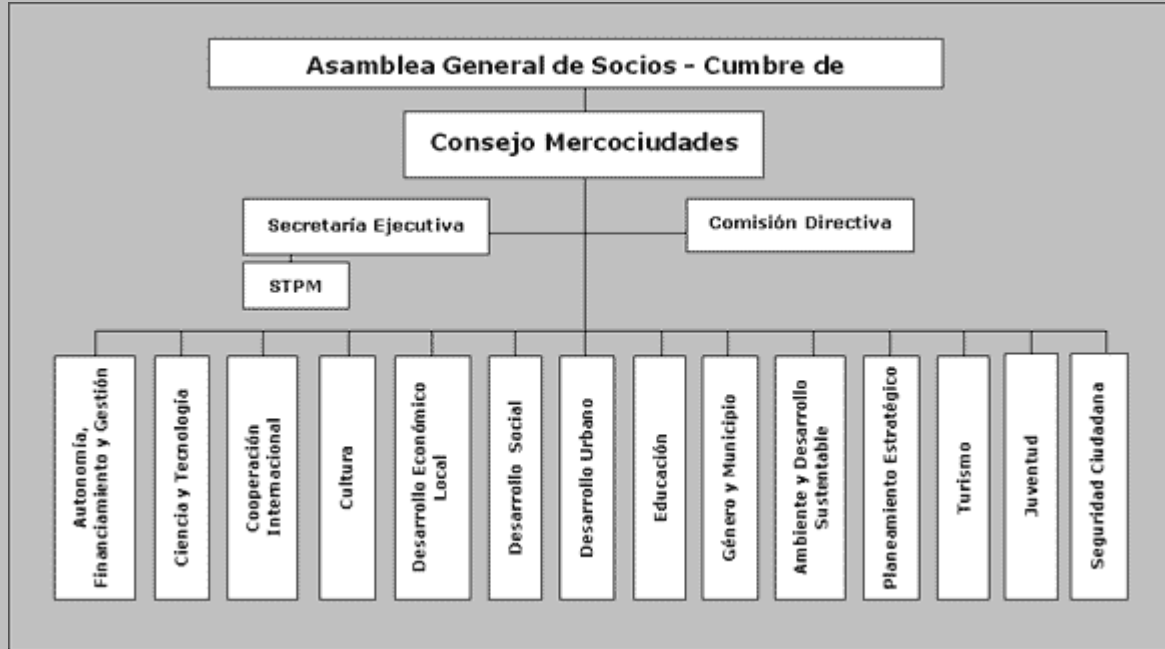 Asamblea General de Socios - Cumbre de
Consejo Mercociudades
Secretaría Ejecutiva
Comisión Directiva
STPM
Autonomía,
Financiamiento y Gestión
Ciencia y Tecnología
Cooperación
Internacional
Cultura
Desarrollo Económico
Local
Desarrollo Social
Desarrollo Urbano
Educación
Género y Municipio
Ambiente y Desarrollo
Sustentable
Planeamiento Estratégico
Turismo
Juventud
Seguridad Ciudadana